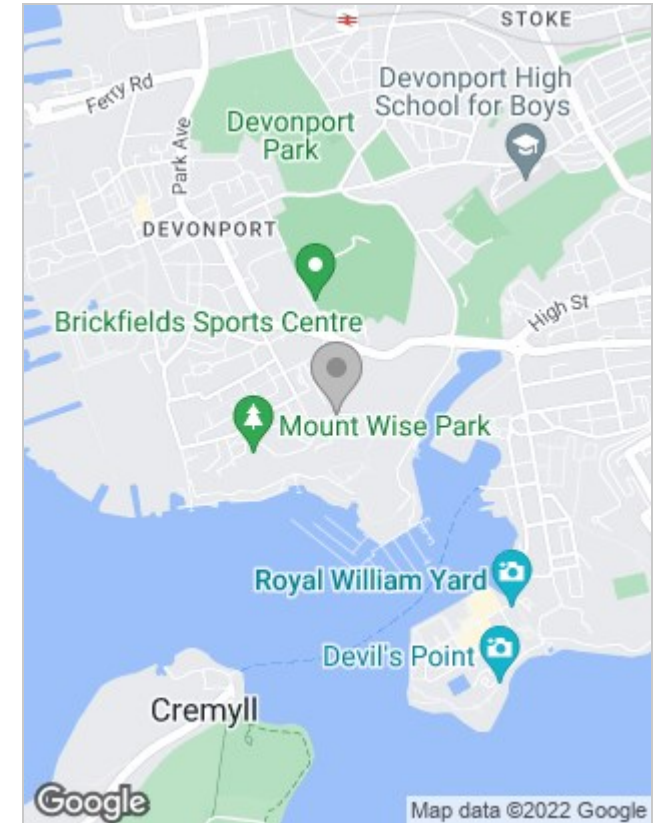 STOKE
Ferry Rd
Devonport High
School for Boys
Devonport
Park
Park Ave
DEVONPORT
High St
Brickfields Sports Centre
Mount Wise Park
Royal William Yard
Devil's Point
Cremyll
Google
Map data ©2022 Google